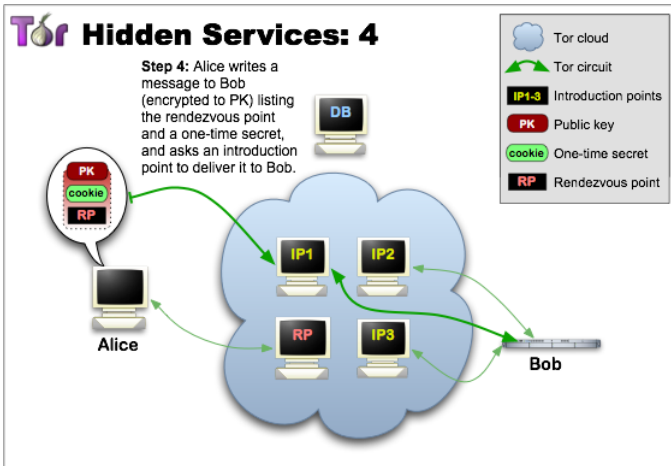 Tor Hidden Services: 4
Step 4: Alice writes a
message to Bob
(encrypted to PK) listing
the rendezvous point
and a one-time secret,
and asks an introduction
point to deliver it to Bob.
DB
Tor cloud
Tor circuit
IP1-3 Introduction points
PK Public key
cookie One-time secret
RP Rendezvous point
PK
cookie
RP
IP1
IP2
RP
IP3
Alice
Bob